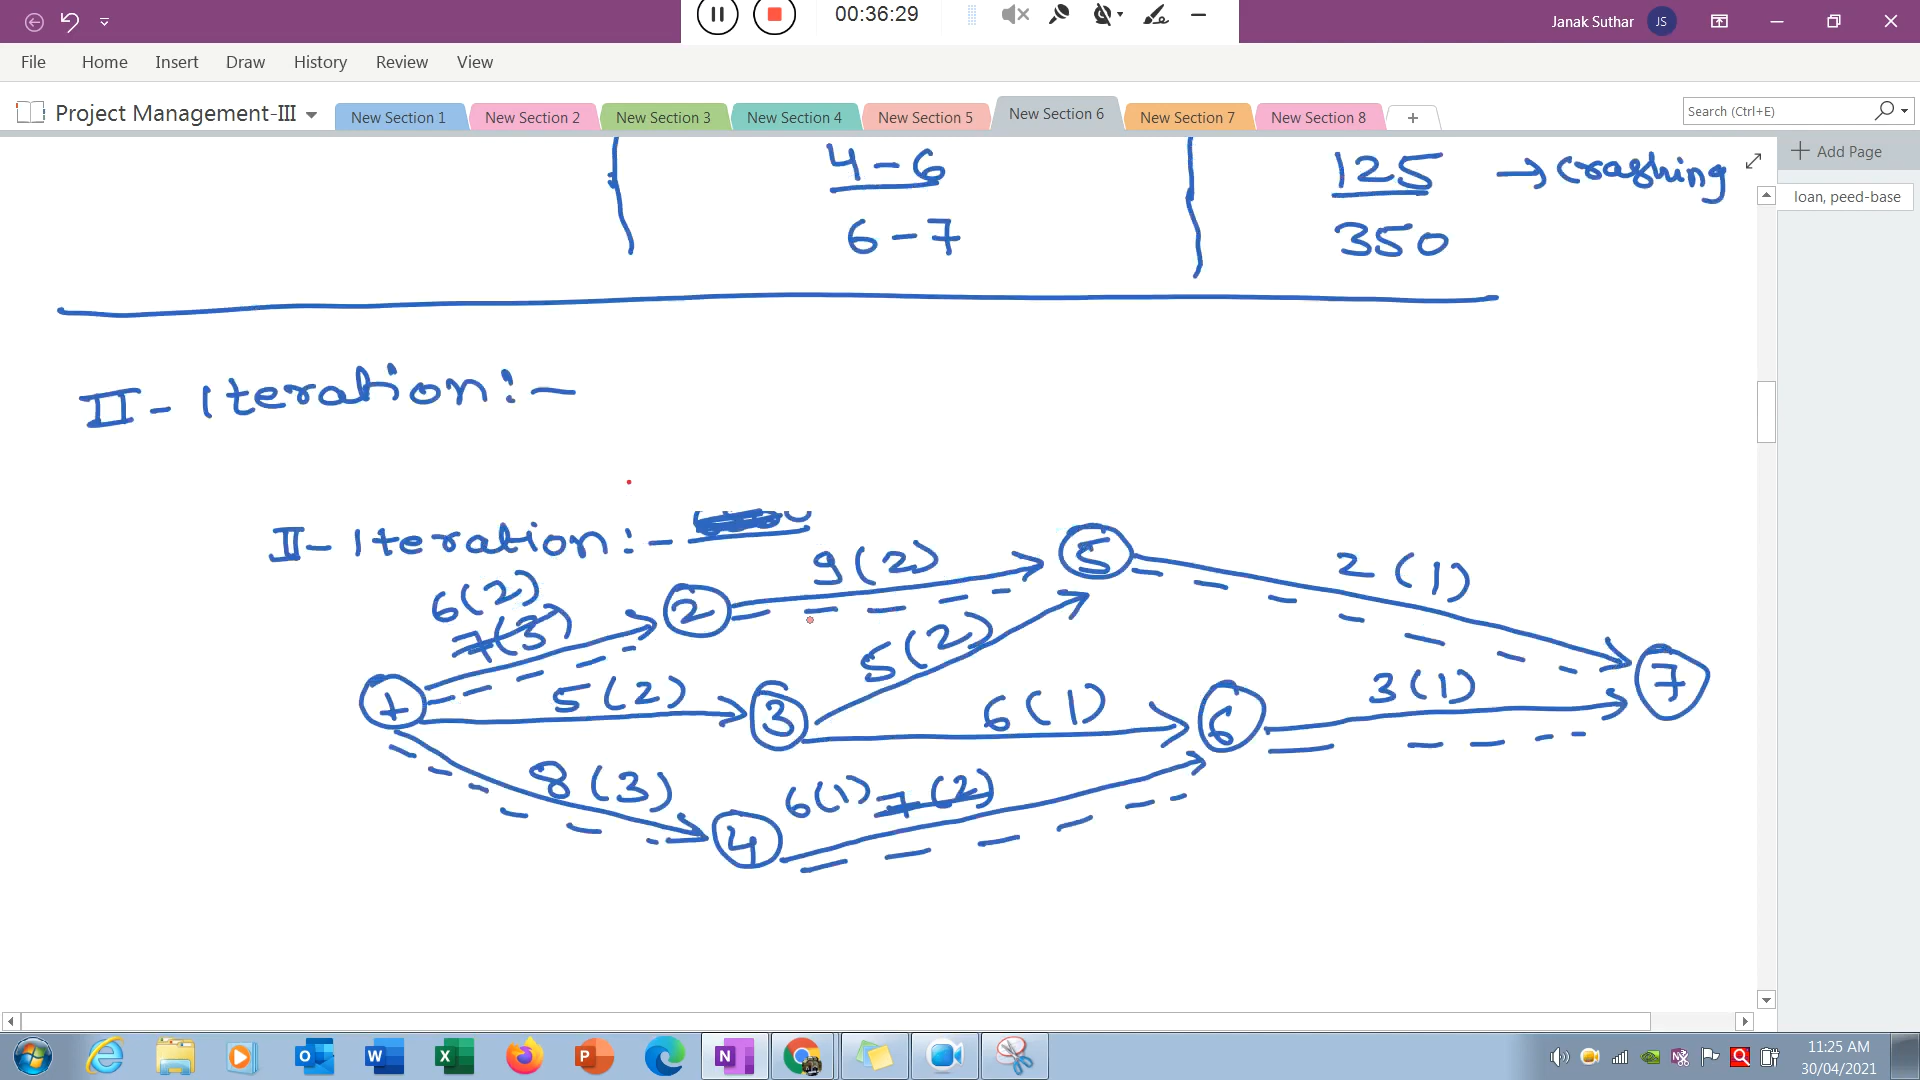 00:36:29
Janak Suthar JS
File Home Insert Draw History Review View
Project Management-III New Section 1 New Section 2 New Section 3 New Section 4 New Section 5 New Section 6 New Section 7 New Section 8 + Search (Ctrl+E)
Add Page
loan, peed-base
4-6 125 → crashing
6-7 350
II- Iteration:-
II- Iteration:-
9(2) 5 2(1)
6(2)
7(3) 2
5(2)
1 5(2) 3 6(1) 6 3(1) 7
8(3) 6(1) 7(2)
4
11:25 AM
30/04/2021